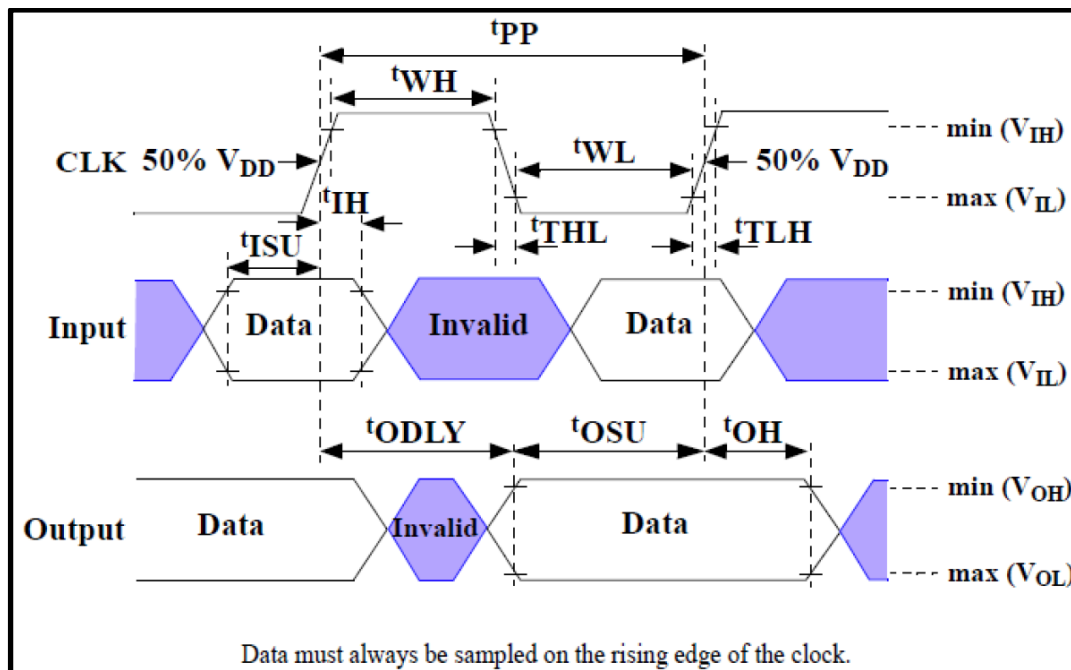 tPP
tWH
min (VIH)
CLK 50% VDD
tWL
50% VDD
max (VIL)
tIH
tTHL
tTLH
tISU
min (VIH)
Input
Data
Invalid
Data
max (VIL)
tODLY
tOSU
tOH
min (VOH)
Output
Data
Invalid
Data
max (VOL)
Data must always be sampled on the rising edge of the clock.